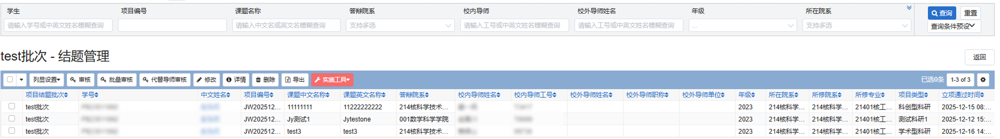 学生 项目编号 课题名称 答辩院系 校内导师 校外导师姓名 年级 所在院系
请输入学号或中英文姓名模糊查询 请输入中文名或英文名模糊查询 支持多选 请输入工号或中英文姓名模糊查询 请输入工号或中英文姓名模糊查询 ... 支持多选
查询 重置
查询条件预设
test批次 - 结题管理
返回
列显设置 审核 批量审核 代替导师审核 修改 详情 删除 导出 实施工具 已选0条 1-3 of 3
项目结题批次 学号 中文姓名 项目编号 课题中文名称 课题英文名称 答辩院系 校内导师姓名 校内导师工号 校外导师姓名 校外导师职称 校外导师单位 年级 所在院系 所修院系 所修专业 项目类型 立项通过时间
test批次 JW202512... 11111111 11222222222 214核科学技术... 2023 214核科学... 214核科学... 21401核工... 科创型科研 2025-12-15 08:...
test批次 JW202512... Jy测试1 Jytestone 001数学科学学院 2023 214核科学... 214核科学... 21401核工... 测试科研1 2025-12-12 15:...
test批次 JW202512... test3 test3 214核科学技术... 2023 214核科学... 214核科学... 21401核工... 学术型科研 2025-12-16 14:...